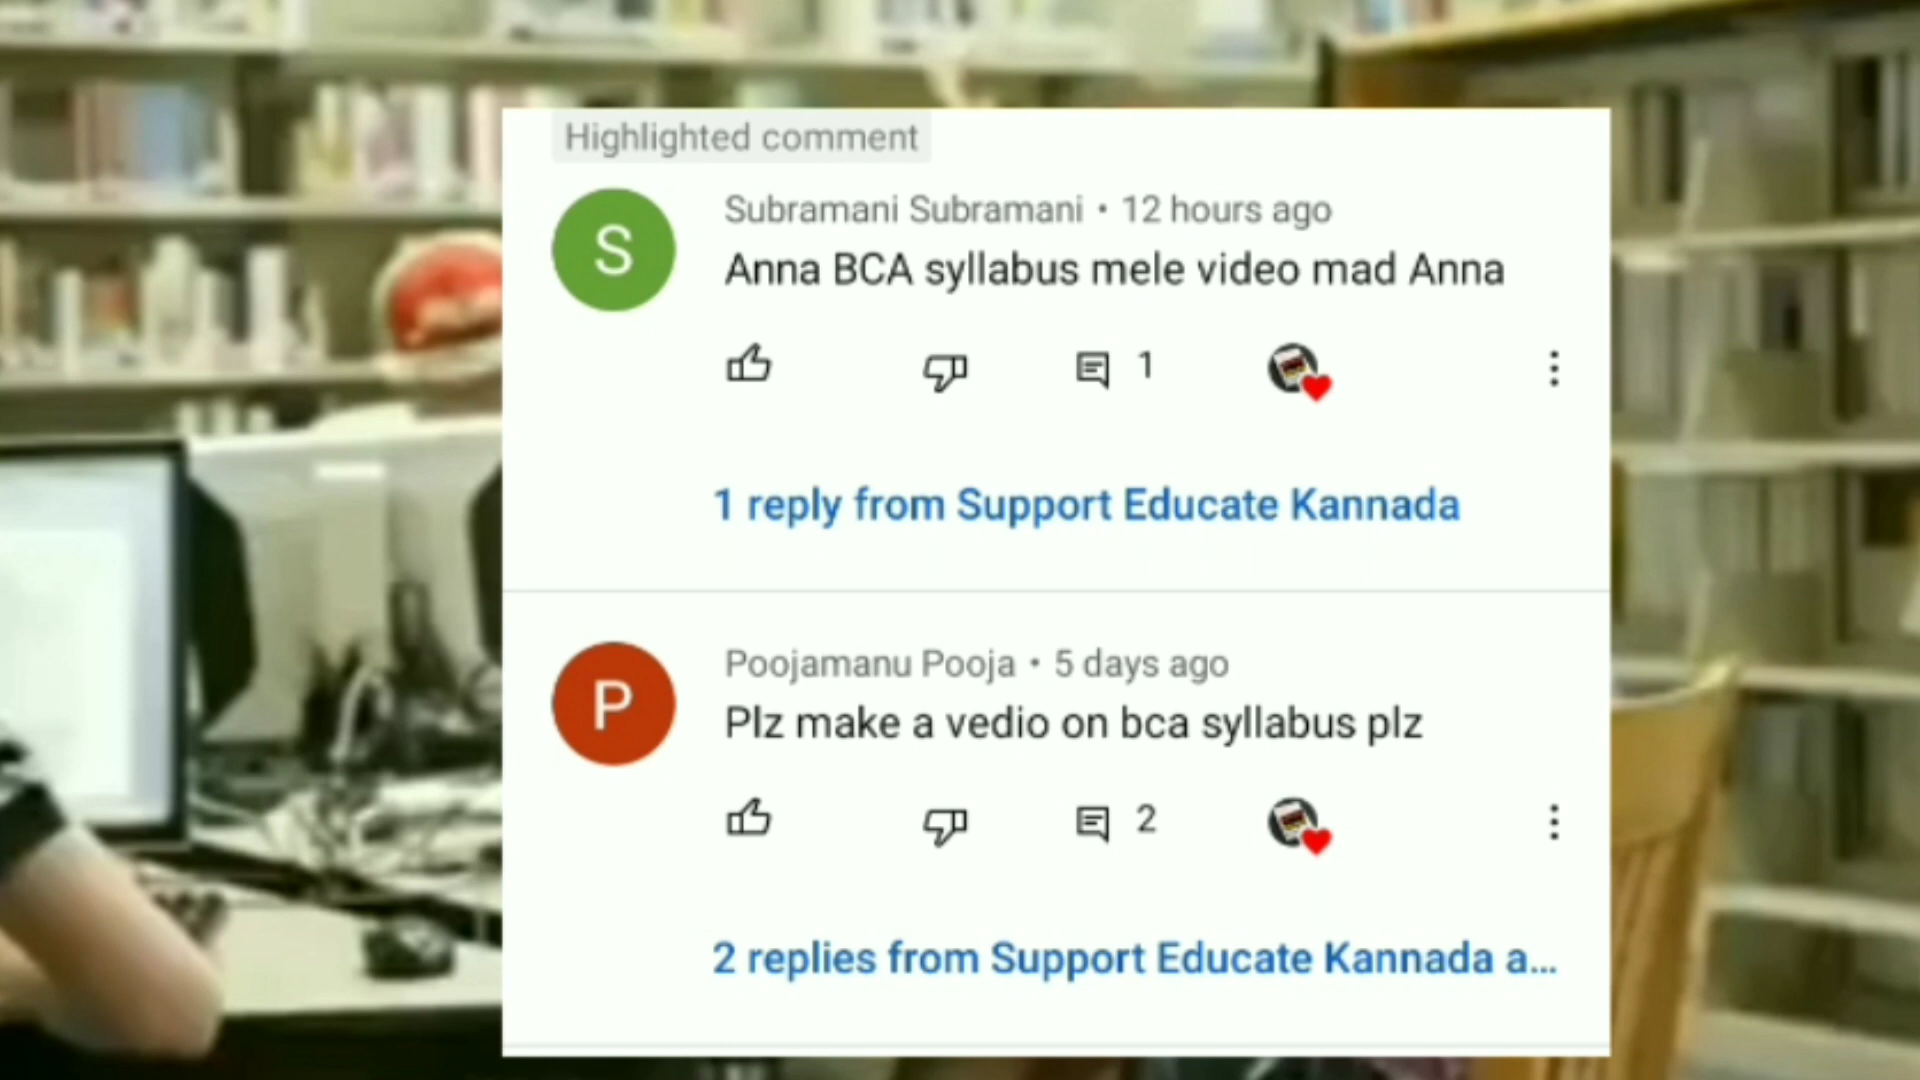 Highlighted comment
S
Subramani Subramani • 12 hours ago
Anna BCA syllabus mele video mad Anna
1
1 reply from Support Educate Kannada
P
Poojamanu Pooja • 5 days ago
Plz make a vedio on bca syllabus plz
2
2 replies from Support Educate Kannada a...